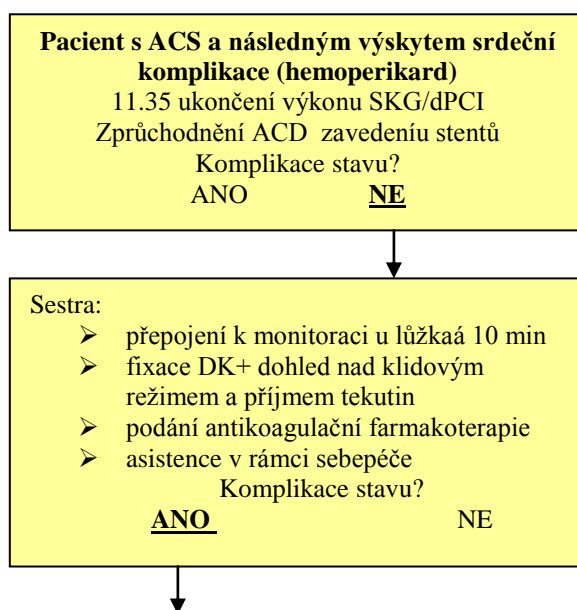 Pacient s ACS a následným výskytem srdeční
komplikace (hemoperikard)
11.35 ukončení výkonu SKG/dPCI
Zprůchodnění ACD zavedeníu stentů
Komplikace stavu?
ANO NE
Sestra:
➢ přepojení k monitoraci u lůžkaá 10 min
➢ fixace DK+ dohled nad klidovým
režimem a příjmem tekutin
➢ podání antikoagulační farmakoterapie
➢ asistence v rámci sebepéče
Komplikace stavu?
ANO NE